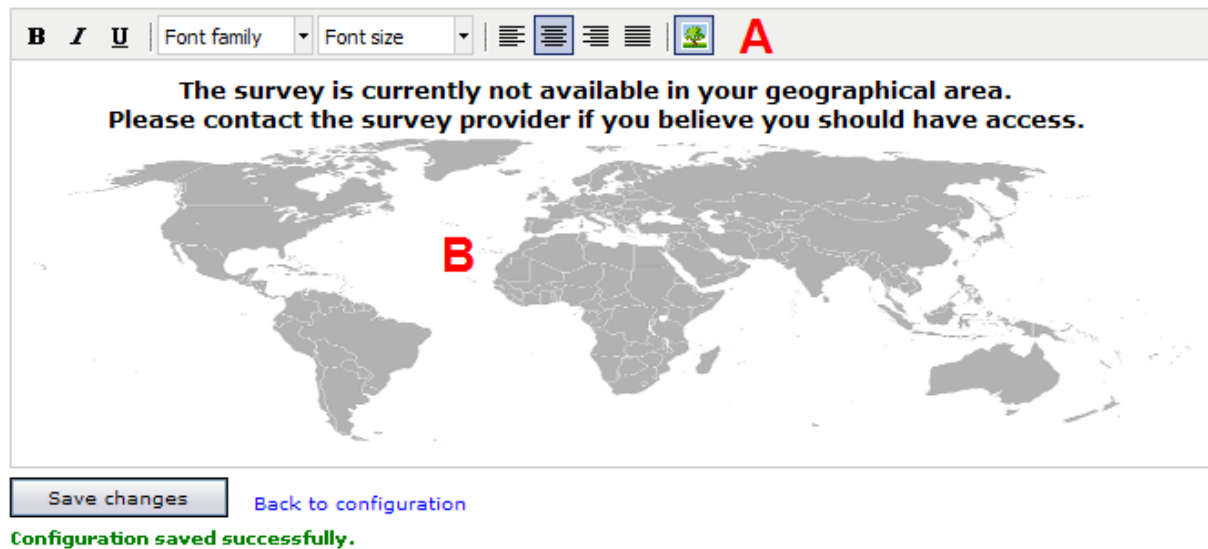 B I U Font family Font size A
The survey is currently not available in your geographical area.
Please contact the survey provider if you believe you should have access.
B
Save changes Back to configuration
Configuration saved successfully.